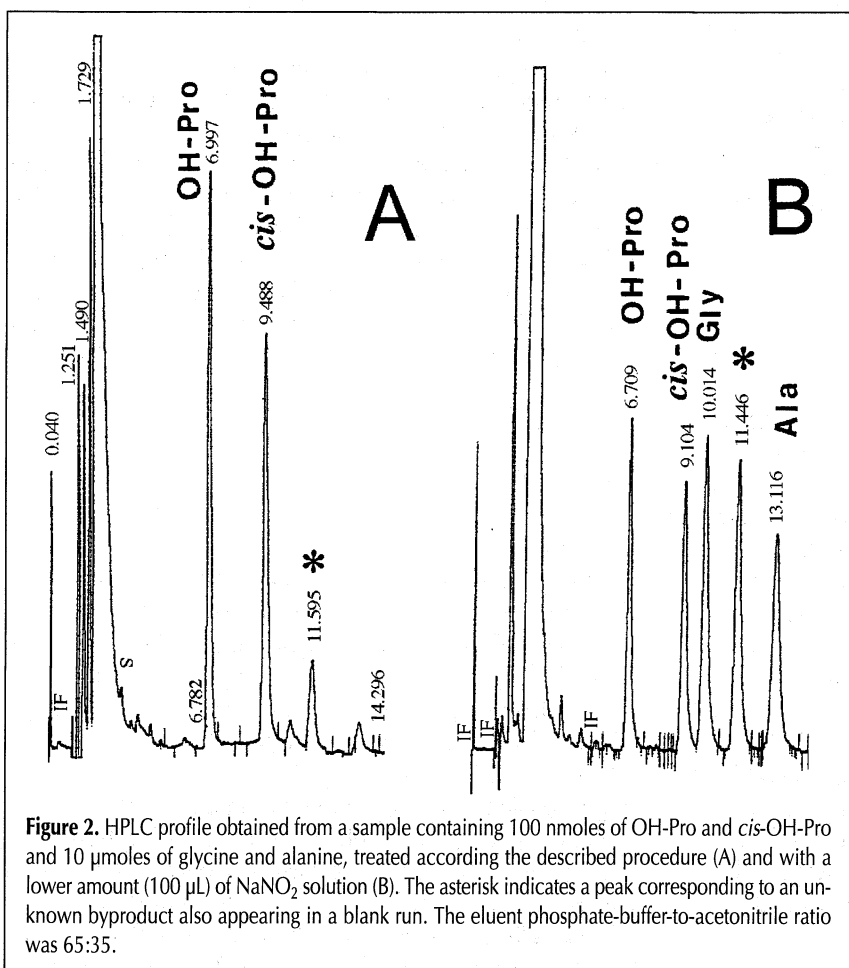 1.729
1.490
1.251
0.040
IF
S
6.782
OH-Pro
6.997
cis-OH-Pro
9.488
*
11.595
14.296
A
B
IF
IF
IF
OH-Pro
6.709
cis-OH-Pro
9.104
Gly
10.014
*
11.446
Ala
13.116
Figure 2. HPLC profile obtained from a sample containing 100 nmoles of OH-Pro and cis-OH-Pro
and 10 µmoles of glycine and alanine, treated according the described procedure (A) and with a
lower amount (100 µL) of NaNO₂ solution (B). The asterisk indicates a peak corresponding to an un-
known byproduct also appearing in a blank run. The eluent phosphate-buffer-to-acetonitrile ratio
was 65:35.